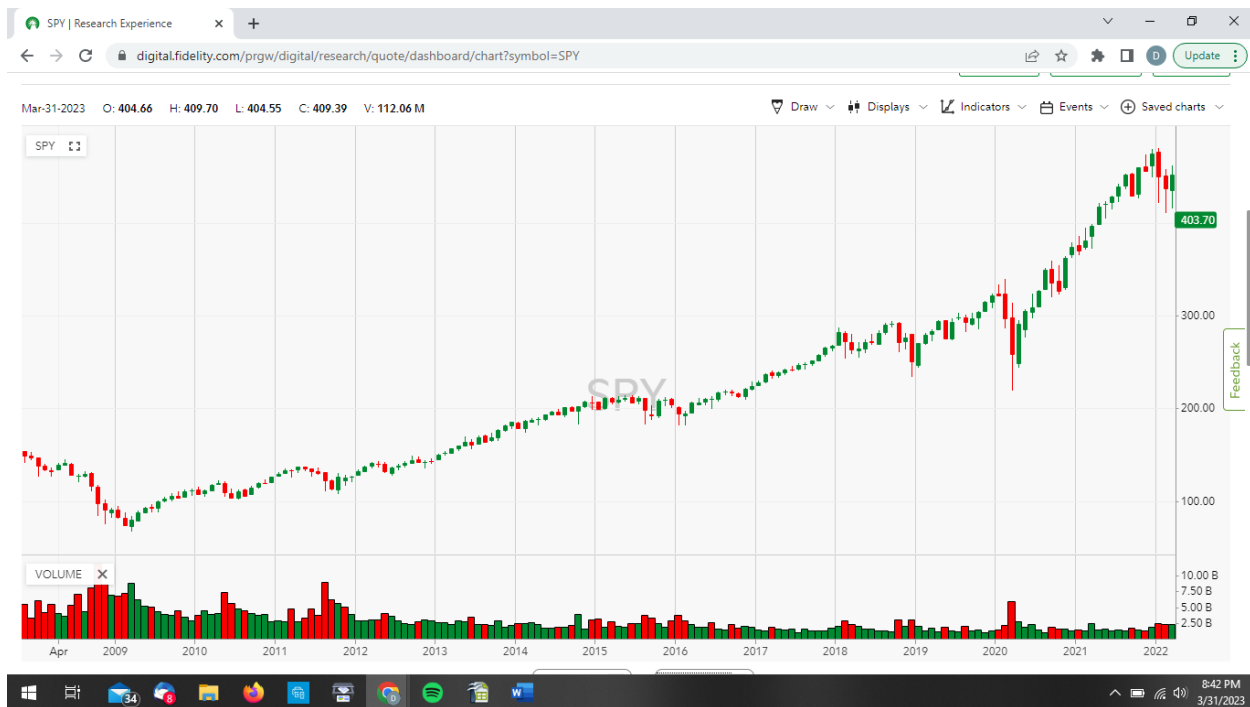 SPY | Research Experience
digital.fidelity.com/prgw/digital/research/quote/dashboard/chart?symbol=SPY
D
Update
Mar-31-2023 O: 404.66 H: 409.70 L: 404.55 C: 409.39 V: 112.06 M
Draw Displays Indicators Events Saved charts
SPY
403.70
300.00
Feedback
SPY
200.00
100.00
VOLUME
10.00 B
7.50 B
5.00 B
2.50 B
Apr 2009 2010 2011 2012 2013 2014 2015 2016 2017 2018 2019 2020 2021 2022
34
8
D
W
8:42 PM
3/31/2023